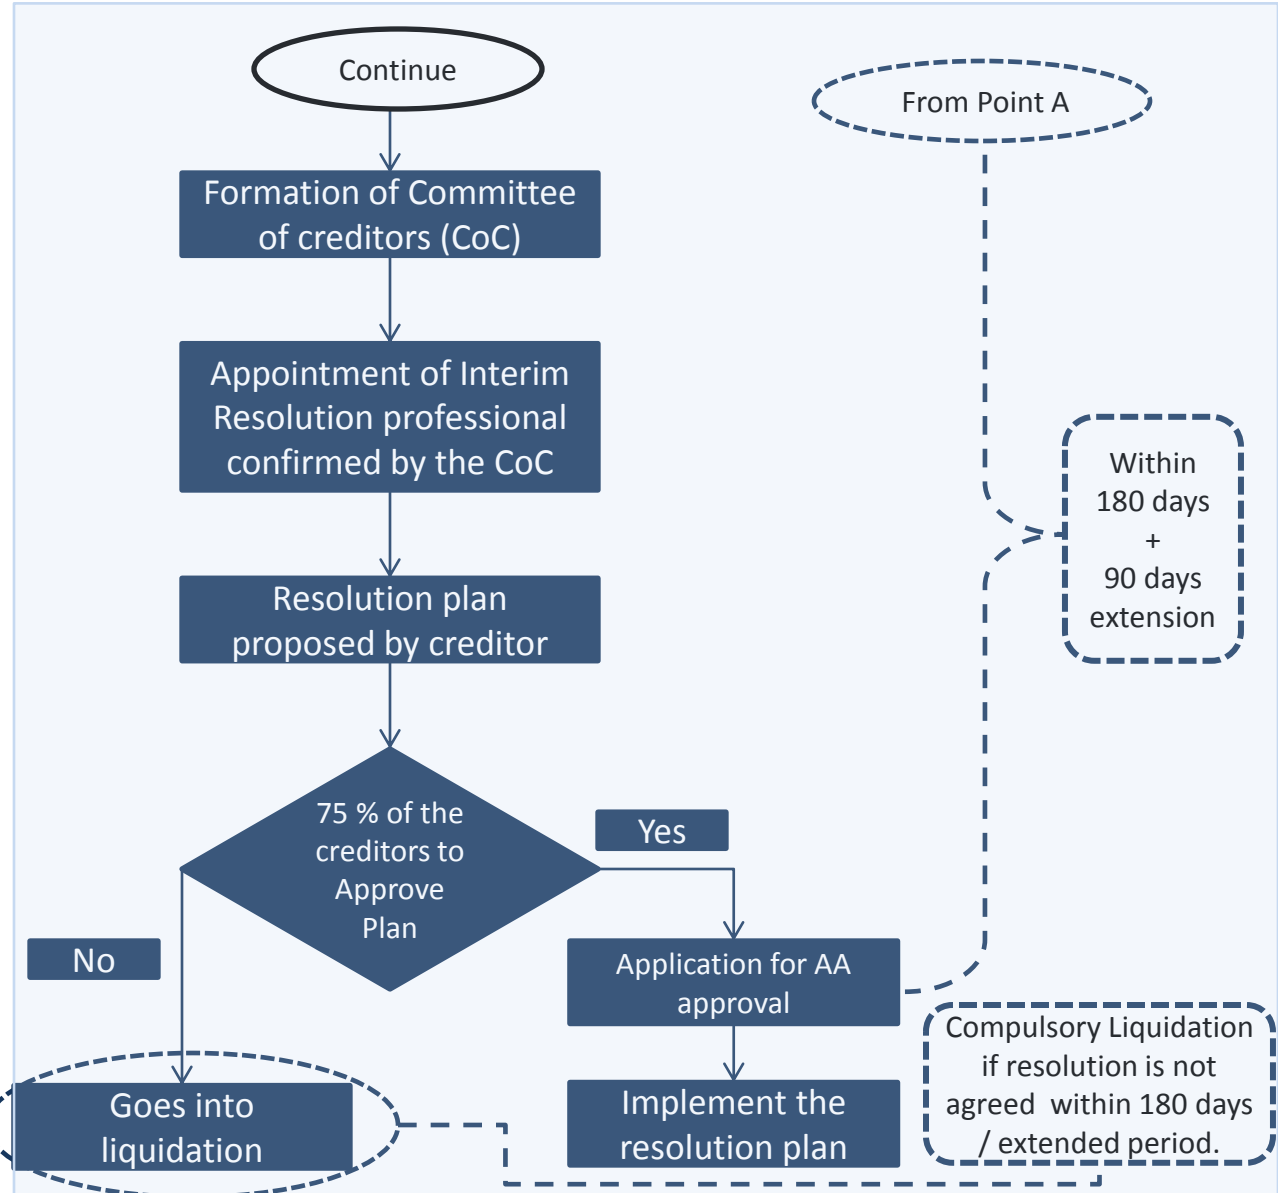 Continue
From Point A
Formation of Committee
of creditors (CoC)
Appointment of Interim
Resolution professional
confirmed by the CoC
Within
180 days
+
90 days
extension
Resolution plan
proposed by creditor
75 % of the
creditors to
Approve
Plan
Yes
No
Application for AA
approval
Compulsory Liquidation
if resolution is not
agreed within 180 days
/ extended period.
Goes into
liquidation
Implement the
resolution plan